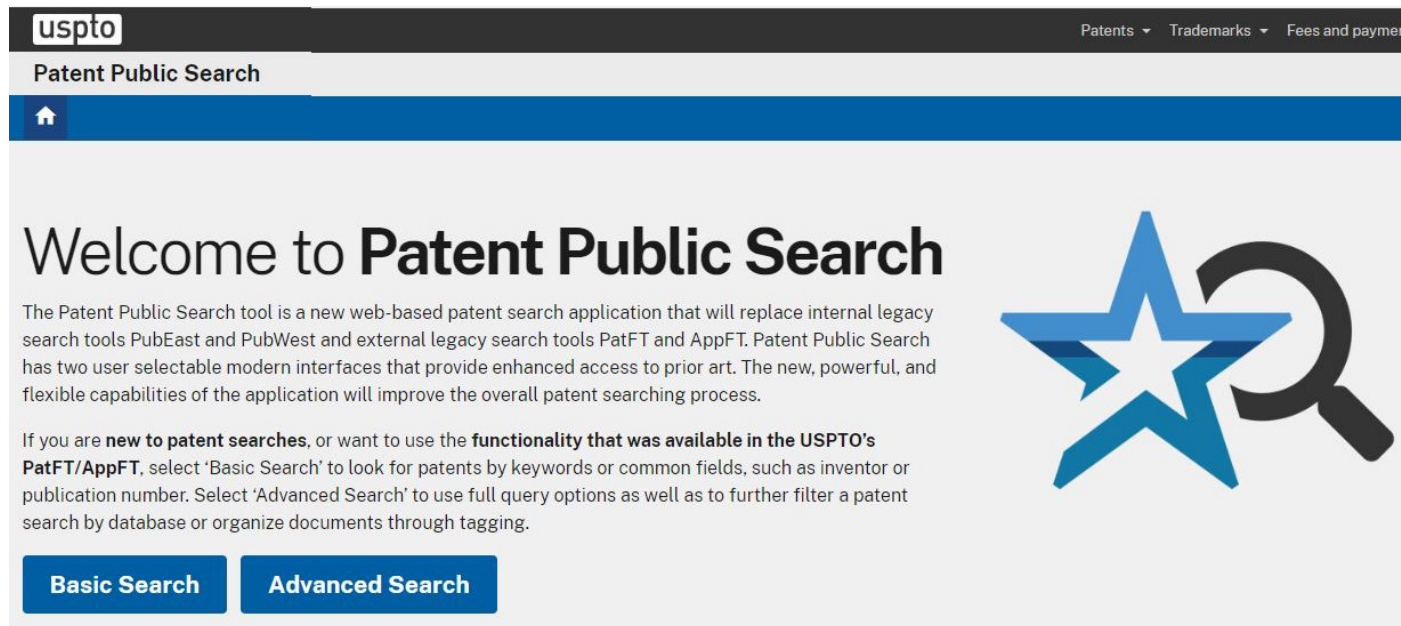 uspto
Patents Trademarks Fees and paymen
Patent Public Search
Welcome to Patent Public Search
The Patent Public Search tool is a new web-based patent search application that will replace internal legacy
search tools PubEast and PubWest and external legacy search tools PatFT and AppFT. Patent Public Search
has two user selectable modern interfaces that provide enhanced access to prior art. The new, powerful, and
flexible capabilities of the application will improve the overall patent searching process.
If you are new to patent searches, or want to use the functionality that was available in the USPTO’s
PatFT/AppFT, select ‘Basic Search’ to look for patents by keywords or common fields, such as inventor or
publication number. Select ‘Advanced Search’ to use full query options as well as to further filter a patent
search by database or organize documents through tagging.
Basic Search Advanced Search